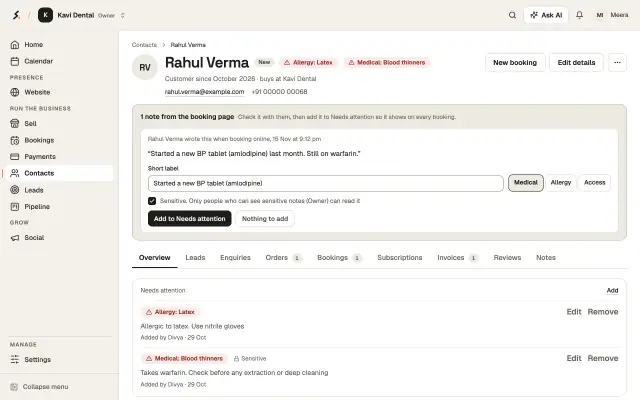 K Kavi Dental Owner
Ask AI
MI Meera
Home
Calendar
PRESENCE
Website
RUN THE BUSINESS
Sell
Bookings
Payments
Contacts
Leads
Pipeline
GROW
Social
MANAGE
Settings
Collapse menu
Contacts > Rahul Verma
RV
Rahul Verma New Allergy: Latex Medical: Blood thinners
Customer since October 2026 · buys at Kavi Dental
rahul.verma@example.com +91 00000 00068
New booking Edit details ...
1 note from the booking page Check it with them, then add it to Needs attention so it shows on every booking.
Rahul Verma wrote this when booking online, 15 Nov at 9:12 pm
“Started a new BP tablet (amlodipine) last month. Still on warfarin.”
Short label
Started a new BP tablet (amlodipine) Medical Allergy Access
Sensitive. Only people who can see sensitive notes (Owner) can read it
Add to Needs attention Nothing to add
Overview Leads Enquiries Orders 1 Bookings 1 Subscriptions Invoices 1 Reviews Notes
Needs attention Add
Allergy: Latex Edit Remove
Allergic to latex. Use nitrile gloves
Added by Divya · 29 Oct
Medical: Blood thinners Sensitive Edit Remove
Takes warfarin. Check before any extraction or deep cleaning
Added by Divya · 29 Oct